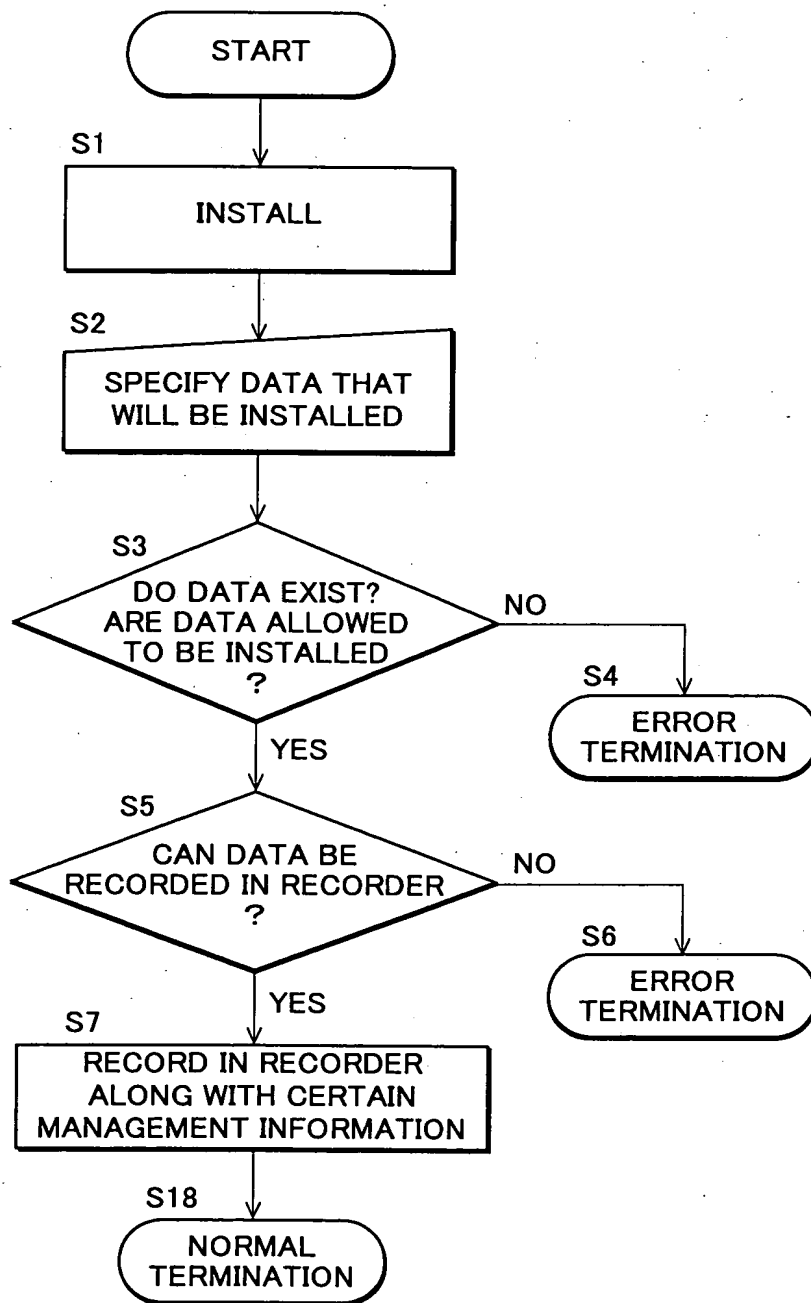 START
S1
INSTALL
S2
SPECIFY DATA THAT
WILL BE INSTALLED
S3
DO DATA EXIST?
ARE DATA ALLOWED
TO BE INSTALLED
?
NO
S4
ERROR
TERMINATION
YES
S5
CAN DATA BE
RECORDED IN RECORDER
?
NO
S6
ERROR
TERMINATION
YES
S7
RECORD IN RECORDER
ALONG WITH CERTAIN
MANAGEMENT INFORMATION
S18
NORMAL
TERMINATION